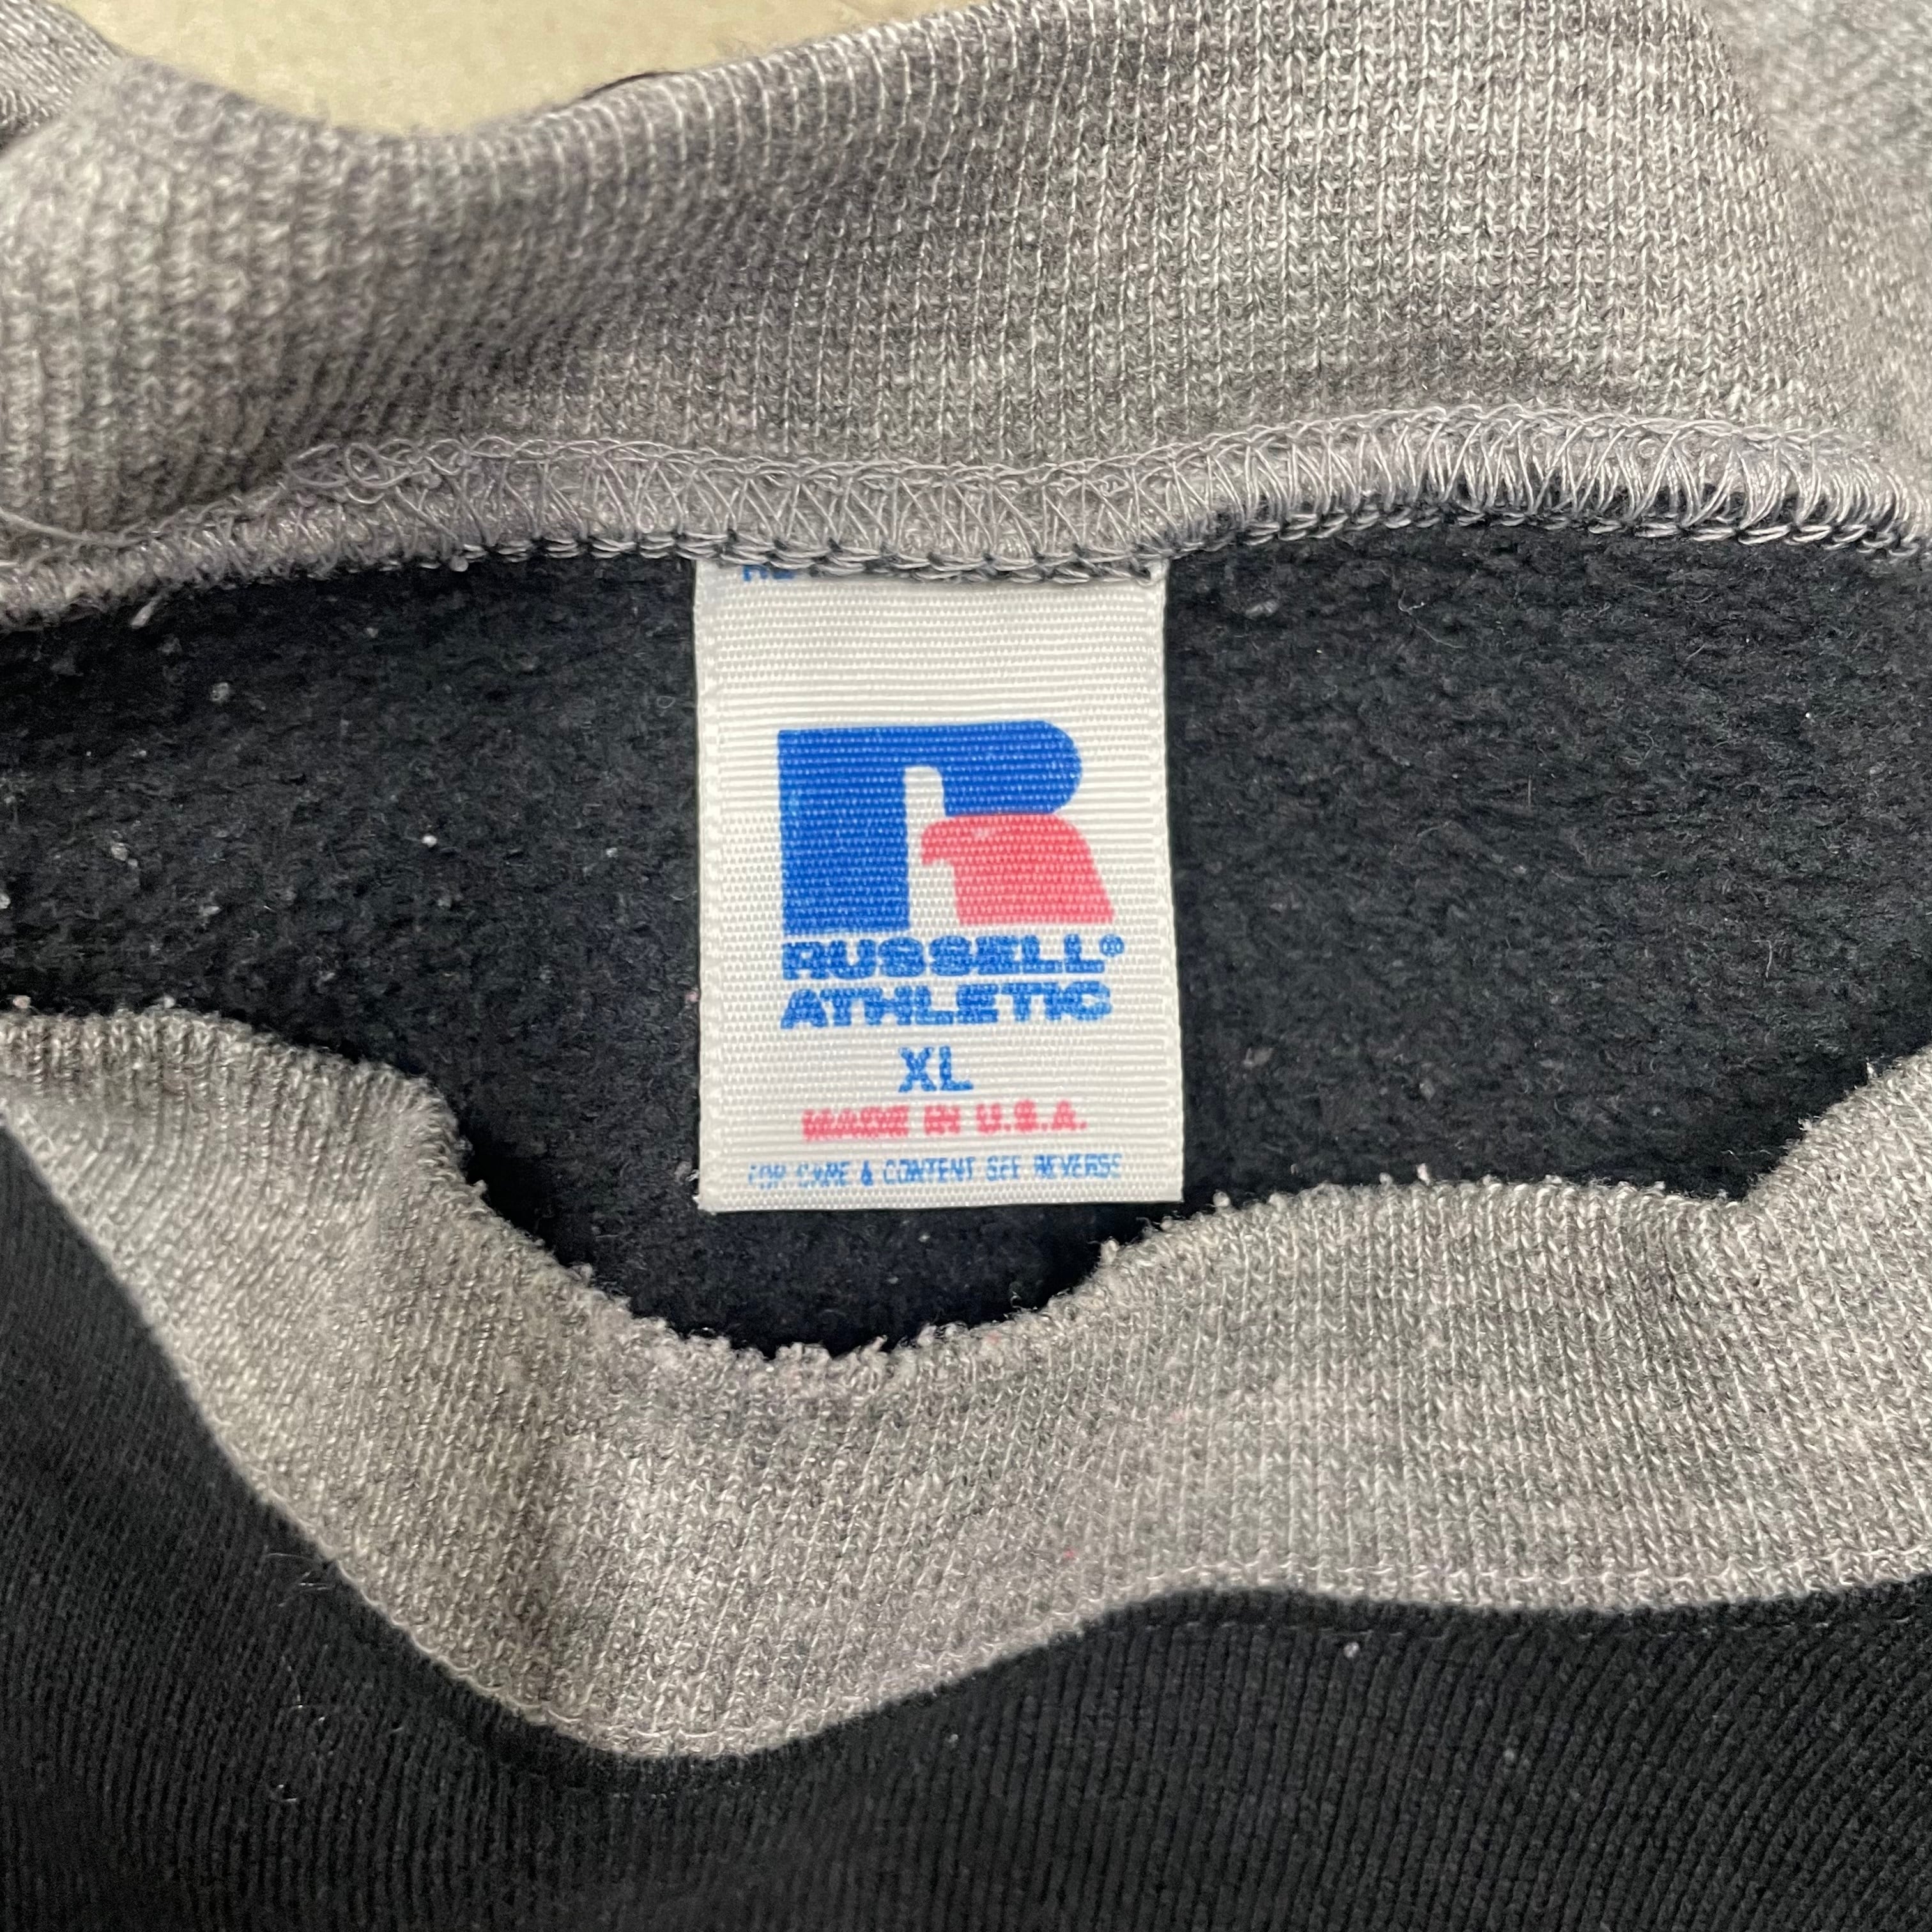 RUSSELL®
ATHLETIC
XL
MADE IN U.S.A.
FOR CARE & CONTENT SEE REVERSE